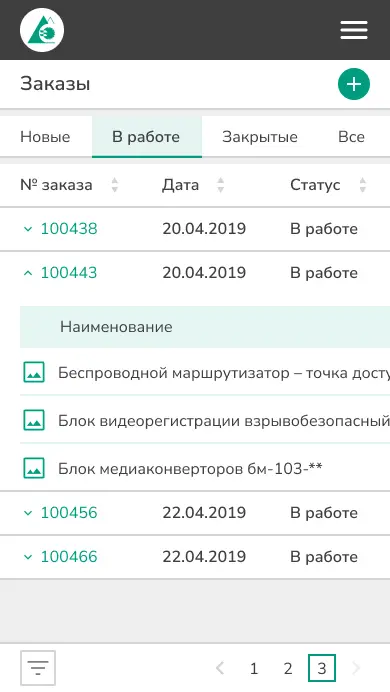 Заказы
Новые В работе Закрытые Все
№ заказа Дата Статус
100438 20.04.2019 В работе
100443 20.04.2019 В работе
Наименование
Беспроводной маршрутизатор – точка досту
Блок видеорегистрации взрывобезопасный
Блок медиаконверторов бм-103-**
100456 22.04.2019 В работе
100466 22.04.2019 В работе
1 2 3